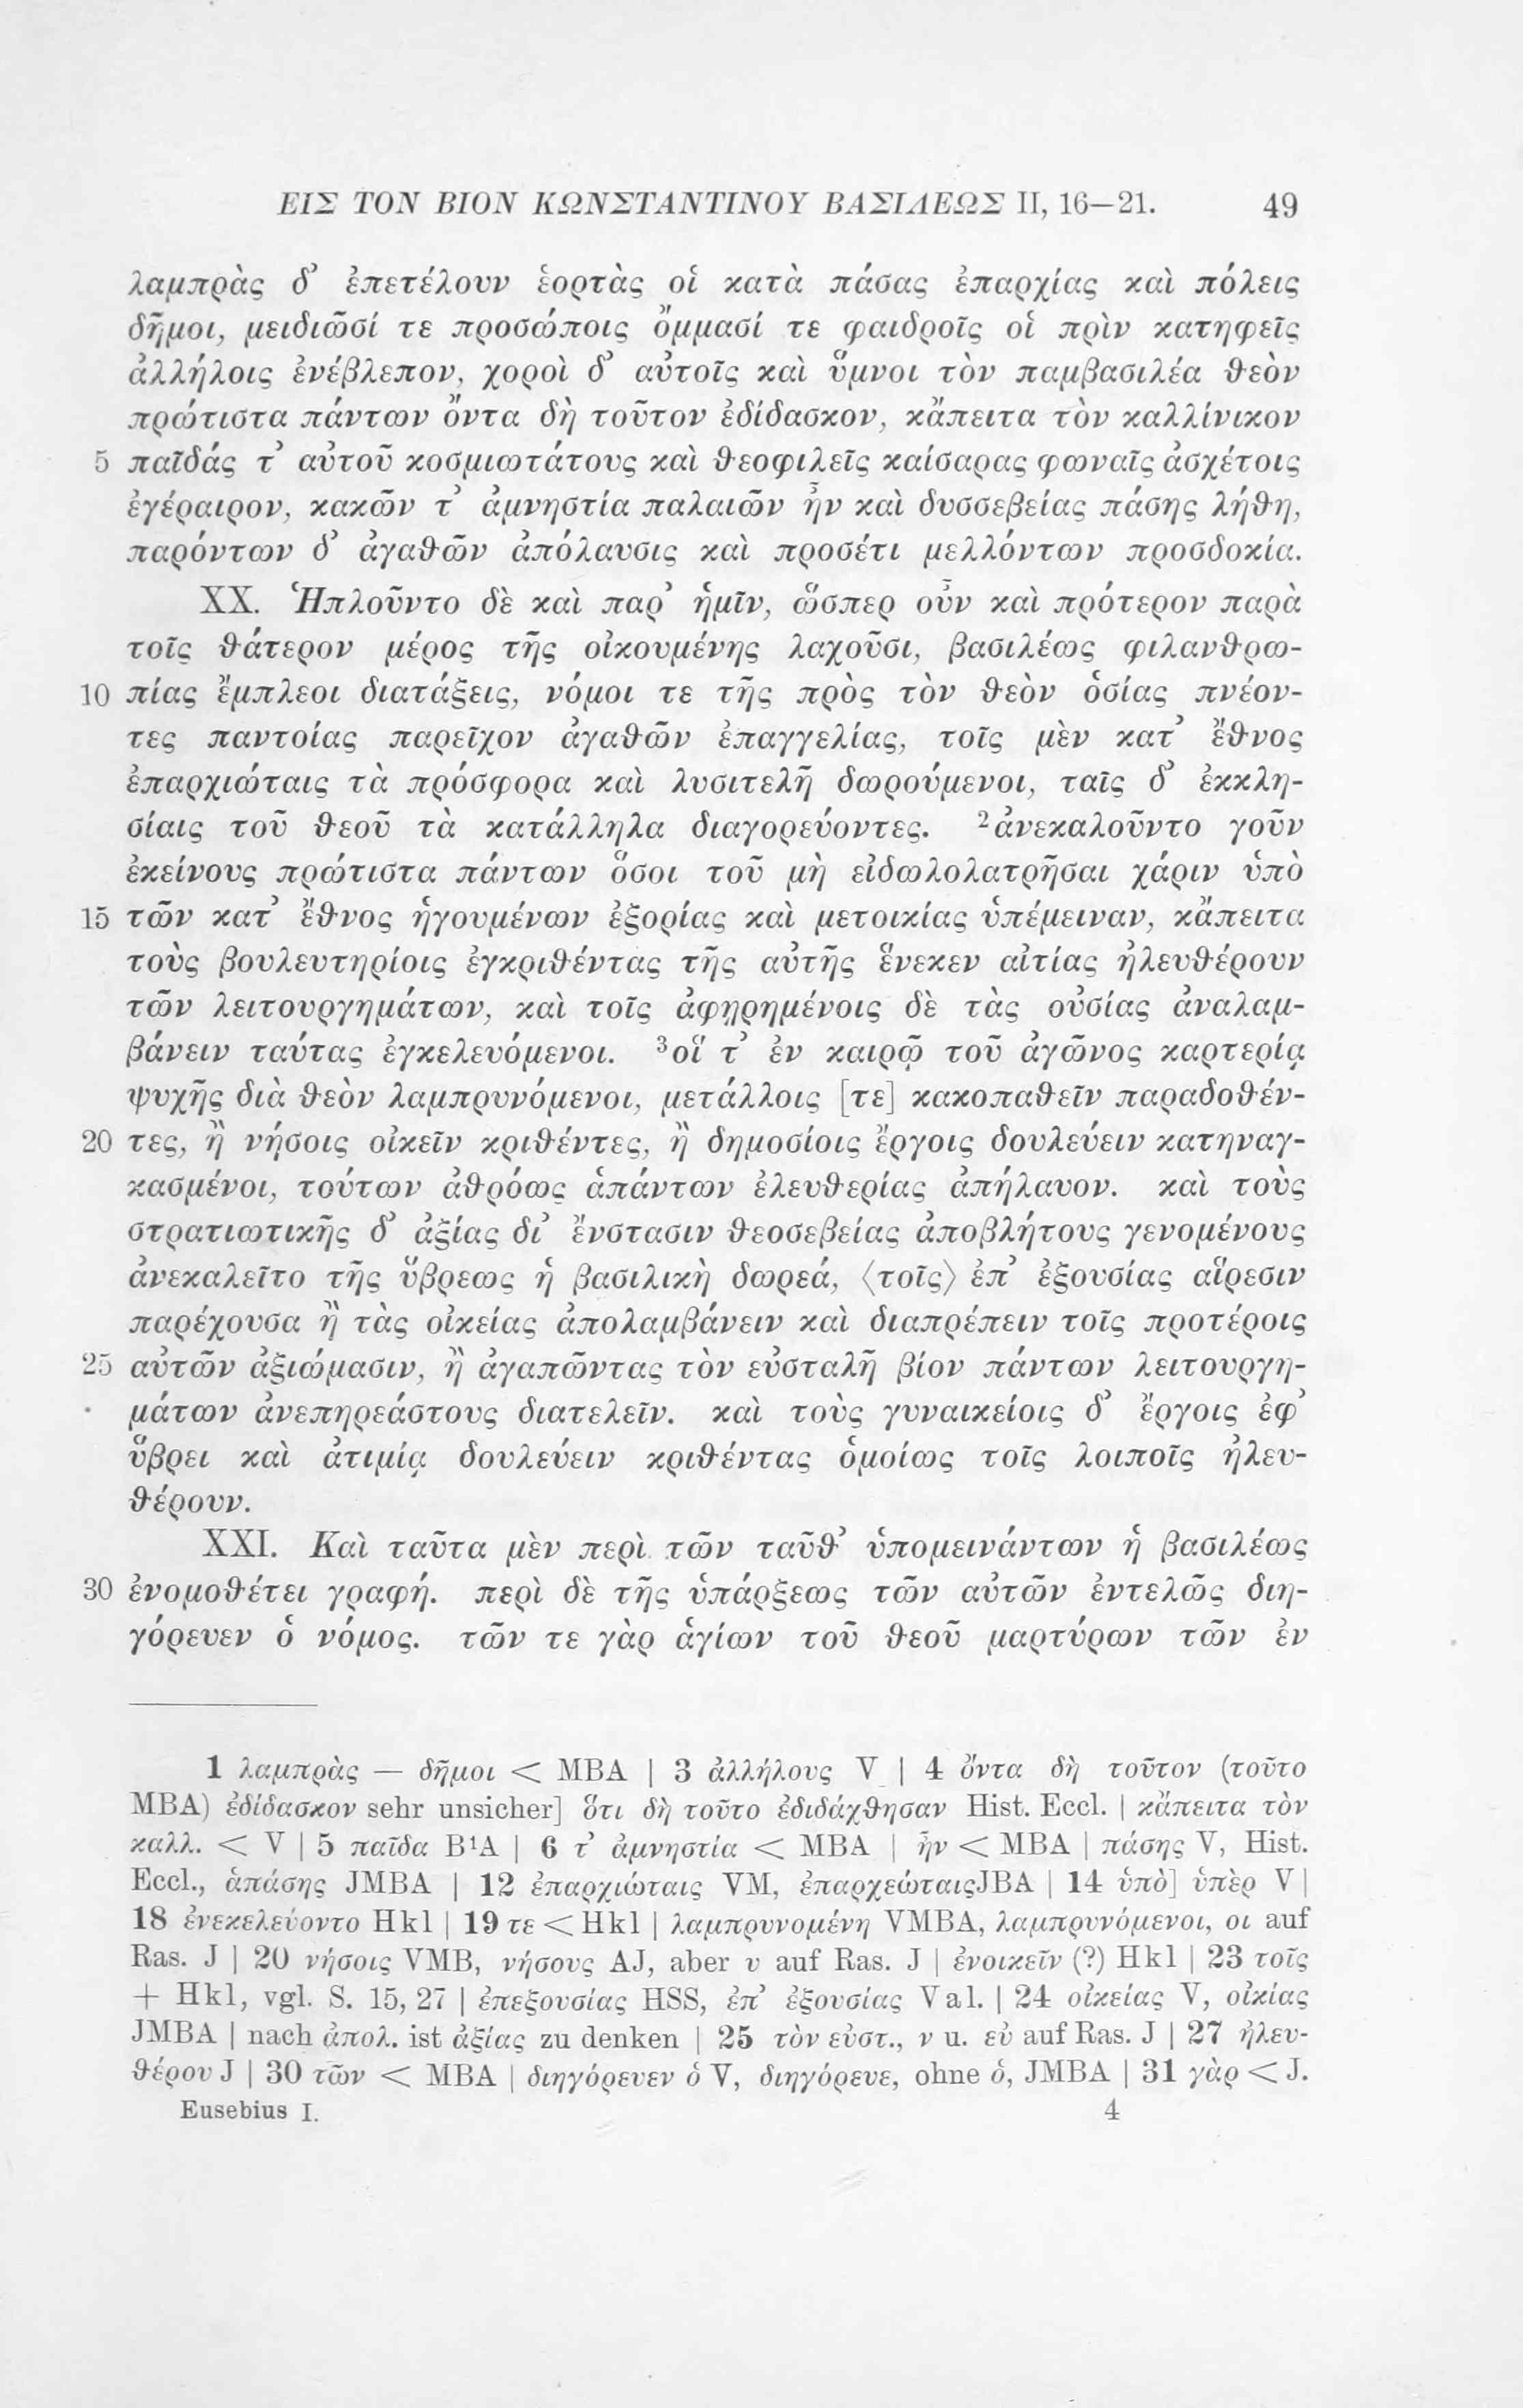 ΕΙΣ ΤΟΝ ΒΙΟΝ ΚΩΝΣΤΑΝΤΙΝΟΥ ΒΑΣΙΛΕΩΣ II, 16—21. 49
λαμπρὰς δ’ ἐπετέλουν ἑορτὰς οἱ κατὰ πάσας ἐπαρχίας καὶ πόλεις
δῆμοι, μειδιῶσί τε προσώποις ὄμμασί τε φαιδροῖς οἱ πρὶν κατηφεῖς
ἀλλήλοις ἐνέβλεπον, χοροὶ δ’ αὐτοῖς καὶ ὕμνοι τὸν παμβασιλέα θεὸν
πρώτιστα πάντων ὄντα δὴ τοῦτον ἐδίδασκον, κἄπειτα τὸν καλλίνικον
5 παῖδάς τ’ αὐτοῦ κοσμιωτάτους καὶ θεοφιλεῖς καίσαρας φωναῖς ἀσχέτοις
ἐγέραιρον, κακῶν τ’ ἀμνηστία παλαιῶν ἦν καὶ δυσσεβείας πάσης λήθη,
παρόντων δ’ ἀγαθῶν ἀπόλαυσις καὶ προσέτι μελλόντων προσδοκία.
XX. Ἡπλοῦντο δὲ καὶ παρ’ ἡμῖν, ὥσπερ οὖν καὶ πρότερον παρὰ
τοῖς θάτερον μέρος τῆς οἰκουμένης λαχοῦσι, βασιλέως φιλανθρω-
10 πίας ἔμπλεοι διατάξεις, νόμοι τε τῆς πρὸς τὸν θεὸν ὁσίας πνέον-
τες παντοίας παρεῖχον ἀγαθῶν ἐπαγγελίας, τοῖς μὲν κατ’ ἔθνος
ἐπαρχιώταις τὰ πρόσφορα καὶ λυσιτελῆ δωρούμενοι, ταῖς δ’ ἐκκλη-
σίαις τοῦ θεοῦ τὰ κατάλληλα διαγορεύοντες. ²ἀνεκαλοῦντο γοῦν
ἐκείνους πρώτιστα πάντων ὅσοι τοῦ μὴ εἰδωλολατρῆσαι χάριν ὑπὸ
15 τῶν κατ’ ἔθνος ἡγουμένων ἐξορίας καὶ μετοικίας ὑπέμειναν, κἄπειτα
τοὺς βουλευτηρίοις ἐγκριθέντας τῆς αὐτῆς ἕνεκεν αἰτίας ἠλευθέρουν
τῶν λειτουργημάτων, καὶ τοῖς ἀφῃρημένοις δὲ τὰς οὐσίας ἀναλαμ-
βάνειν ταύτας ἐγκελευόμενοι. ³οἵ τ’ ἐν καιρῷ τοῦ ἀγῶνος καρτερίᾳ
ψυχῆς διὰ θεὸν λαμπρυνόμενοι, μετάλλοις [τε] κακοπαθεῖν παραδοθέν-
20 τες, ἢ νήσοις οἰκεῖν κριθέντες, ἢ δημοσίοις ἔργοις δουλεύειν κατηναγ-
κασμένοι, τούτων ἀθρόως ἁπάντων ἐλευθερίας ἀπήλαυον. καὶ τοὺς
στρατιωτικῆς δ’ ἀξίας δι’ ἔνστασιν θεοσεβείας ἀποβλήτους γενομένους
ἀνεκαλεῖτο τῆς ὕβρεως ἡ βασιλικὴ δωρεά, ⟨τοῖς⟩ ἐπ’ ἐξουσίας αἵρεσιν
παρέχουσα ἢ τὰς οἰκείας ἀπολαμβάνειν καὶ διαπρέπειν τοῖς προτέροις
25 αὐτῶν ἀξιώμασιν, ἢ ἀγαπῶντας τὸν εὐσταλῆ βίον πάντων λειτουργη-
μάτων ἀνεπηρεάστους διατελεῖν. καὶ τοὺς γυναικείοις δ’ ἔργοις ἐφ’
ὕβρει καὶ ἀτιμίᾳ δουλεύειν κριθέντας ὁμοίως τοῖς λοιποῖς ἠλευ-
θέρουν.
XXI. Καὶ ταῦτα μὲν περὶ τῶν ταῦθ’ ὑπομεινάντων ἡ βασιλέως
30 ἐνομοθέτει γραφή. περὶ δὲ τῆς ὑπάρξεως τῶν αὐτῶν ἐντελῶς διη-
γόρευεν ὁ νόμος. τῶν τε γὰρ ἁγίων τοῦ θεοῦ μαρτύρων τῶν ἐν
1 λαμπρὰς — δῆμοι < MBA | 3 ἀλλήλους V | 4 ὄντα δὴ τοῦτον (τοῦτο
MBA) ἐδίδασκον sehr unsicher] ὅτι δὴ τοῦτο ἐδιδάχθησαν Hist. Eccl. | κἄπειτα τὸν
καλλ. < V | 5 παῖδα B¹A | 6 τ’ ἀμνηστία < MBA | ἦν < MBA | πάσης V, Hist.
Eccl., ἁπάσης JMBA | 12 ἐπαρχιώταις VM, ἐπαρχεώταις JBA | 14 ὑπὸ] ὑπὲρ V |
18 ἐνεκελεύοντο Hkl | 19 τε < Hkl | λαμπρυνομένη VMBA, λαμπρυνόμενοι, οι auf
Ras. J | 20 νήσοις VMB, νήσους AJ, aber υ auf Ras. J | ἐνοικεῖν (?) Hkl | 23 τοῖς
+ Hkl, vgl. S. 15, 27 | ἐπεξουσίας HSS, ἐπ’ ἐξουσίας Val. | 24 οἰκείας V, οἰκίας
JMBA | nach ἀπολ. ist ἀξίας zu denken | 25 τὸν εὐστ., ν u. εὐ auf Ras. J | 27 ἠλευ-
θέρου J | 30 τῶν < MBA | διηγόρευεν ὁ V, διηγόρευε, ohne ὁ, JMBA | 31 γὰρ < J.
Eusebius I. 4